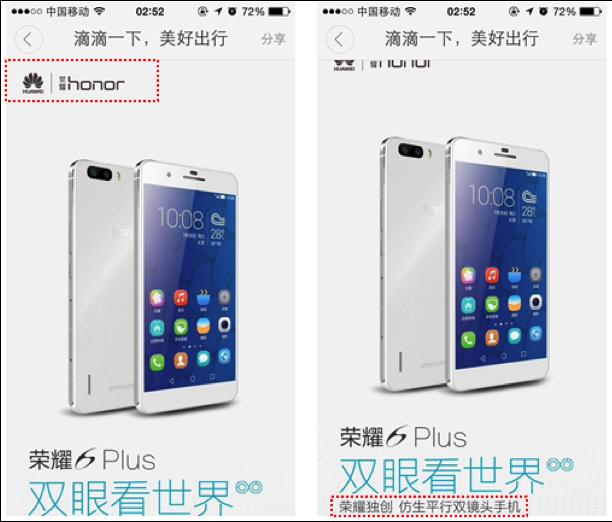 中国移动 02:52 72%
滴滴一下，美好出行 分享
HUAWEI 荣耀 honor
10:08
28
荣耀6 Plus
双眼看世界
中国移动 02:52 72%
滴滴一下，美好出行 分享
HUAWEI 荣耀 honor
10:08
28
荣耀6 Plus
双眼看世界
荣耀独创 仿生平行双镜头手机